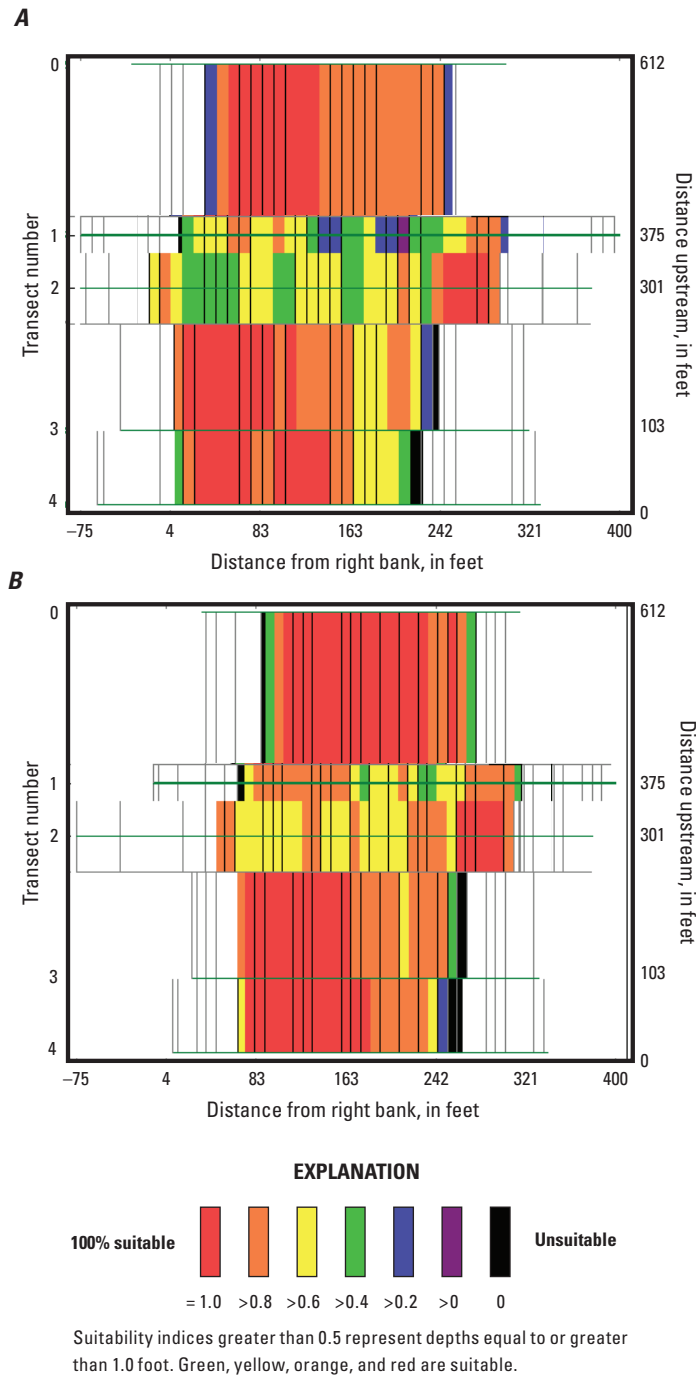 A
0
1
2
3
4
Transect number
612
375
301
103
0
Distance upstream, in feet
–75 4 83 163 242 321 400
Distance from right bank, in feet
B
0
1
2
3
4
Transect number
612
375
301
103
0
Distance upstream, in feet
–75 4 83 163 242 321 400
Distance from right bank, in feet
EXPLANATION
100% suitable Unsuitable
= 1.0 >0.8 >0.6 >0.4 >0.2 >0 0
Suitability indices greater than 0.5 represent depths equal to or greater
than 1.0 foot. Green, yellow, orange, and red are suitable.